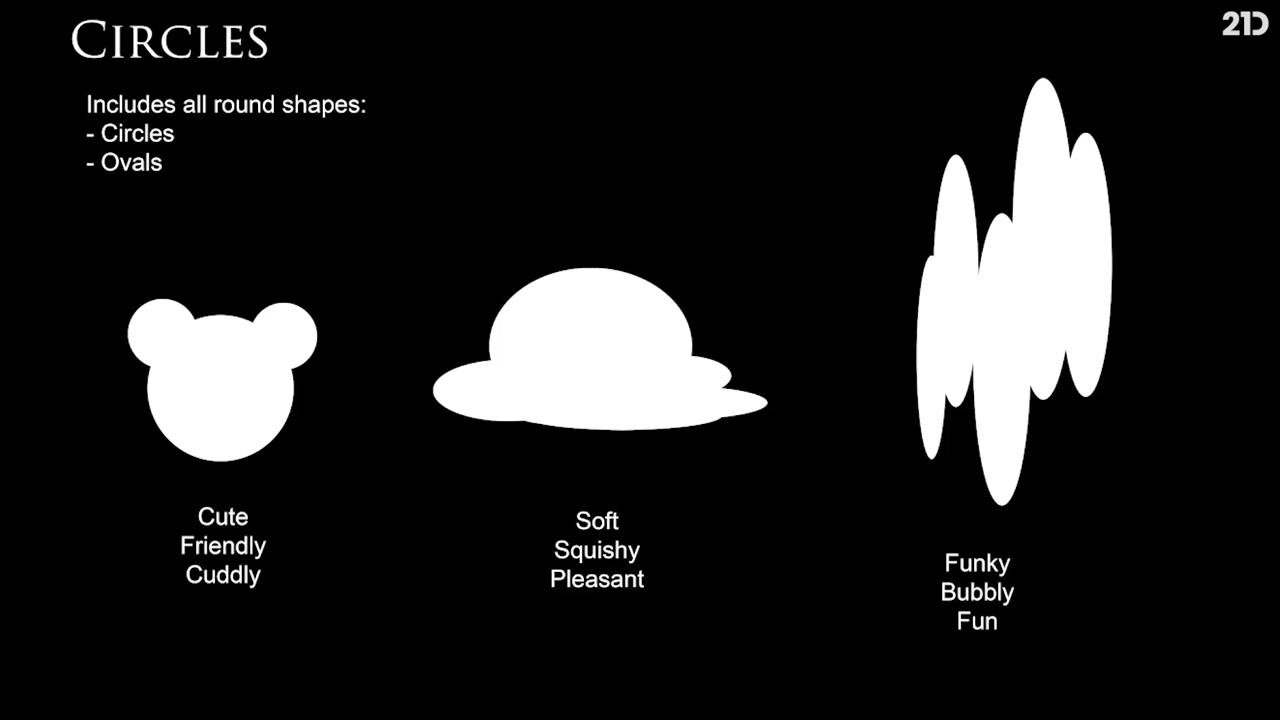 CIRCLES
21D
Includes all round shapes:
- Circles
- Ovals
Cute
Friendly
Cuddly
Soft
Squishy
Pleasant
Funky
Bubbly
Fun